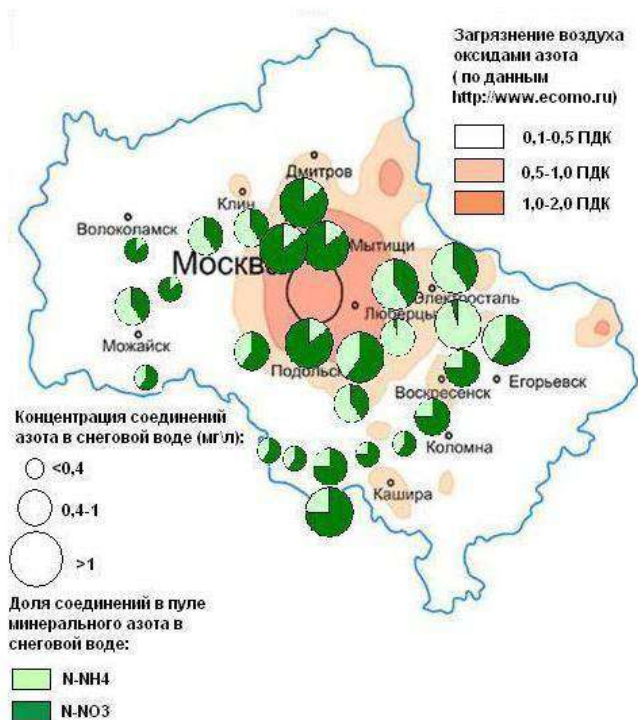 Загрязнение воздуха
оксидами азота
( по данным
http://www.ecomo.ru)
0,1-0,5 ПДК
0,5-1,0 ПДК
1,0-2,0 ПДК
Дмитров
Клин
Волоколамск
Мытищи
Москва
Электросталь
Люберцы
Можайск
Подольск
Воскресенск
Егорьевск
Коломна
Кашира
Концентрация соединений
азота в снеговой воде (мг\л):
<0,4
0,4-1
>1
Доля соединений в пуле
минерального азота в
снеговой воде:
N-NH4
N-NO3